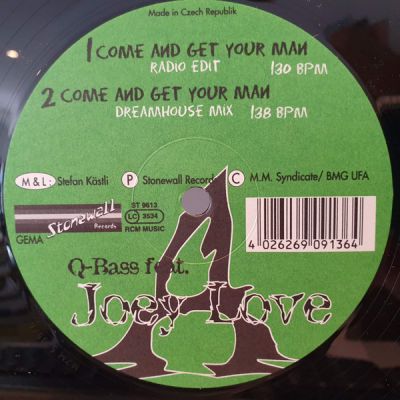 Made in Czech Republik
1 COME AND GET YOUR MAN
RADIO EDIT 130 BPM
2 COME AND GET YOUR MAN
DREAMHOUSE MIX 138 BPM
M & L : Stefan Kästli P Stonewall Record C M.M. Syndicate/ BMG UFA
Stonewall
Records
ST 9613
LC 3534
GEMA RCM MUSIC
4 026269 091364
Q-Bass feat.
Joey Love